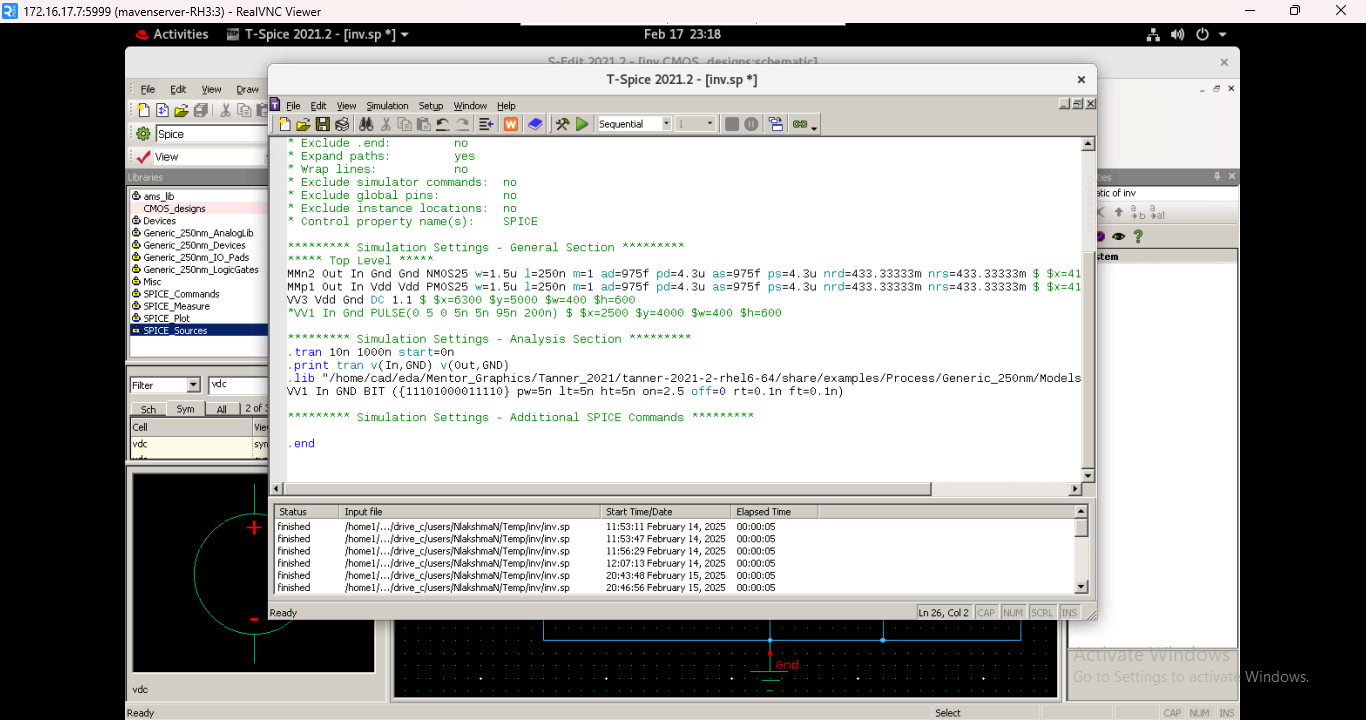 172.16.17.7:5999 (mavenserver-RH3:3) - RealVNC Viewer
Activities T-Spice 2021.2 - [inv.sp *] Feb 17 23:18
T-Spice 2021.2 - [inv.sp *]
File Edit View Draw
File Edit View Simulation Setup Window Help
Sequential 1
Spice
View
Libraries
ams_lib
CMOS_designs
Devices
Generic_250nm_AnalogLib
Generic_250nm_Devices
Generic_250nm_IO_Pads
Generic_250nm_LogicGates
Misc
SPICE_Commands
SPICE_Measure
SPICE_Plot
SPICE_Sources
Filter vdc
Sch Sym All 2 of
Cell
vdc
vdc
* Exclude .end: no
* Expand paths: yes
* Wrap lines: no
* Exclude simulator commands: no
* Exclude global pins: no
* Exclude instance locations: no
* Control property name(s): SPICE
********* Simulation Settings - General Section *********
***** Top Level *****
MMn2 Out In Gnd Gnd NMOS25 w=1.5u l=250n m=1 ad=975f pd=4.3u as=975f ps=4.3u nrd=433.33333m nrs=433.33333m $ $x=41
MMp1 Out In Vdd Vdd PMOS25 w=1.5u l=250n m=1 ad=975f pd=4.3u as=975f ps=4.3u nrd=433.33333m nrs=433.33333m $ $x=41
VV3 Vdd Gnd DC 1.1 $ $x=6300 $y=5000 $w=400 $h=600
*VV1 In Gnd PULSE(0 5 0 5n 5n 95n 200n) $ $x=2500 $y=4000 $w=400 $h=600
********* Simulation Settings - Analysis Section *********
.tran 10n 1000n start=0n
.print tran v(In,GND) v(Out,GND)
.lib "/home/cad/eda/Mentor_Graphics/Tanner_2021/tanner-2021-2-rhel6-64/share/examples/Process/Generic_250nm/Models
VV1 In GND BIT ({11101000011110} pw=5n lt=5n ht=5n on=2.5 off=0 rt=0.1n ft=0.1n)
********* Simulation Settings - Additional SPICE Commands *********
.end
Status Input file Start Time/Date Elapsed Time
finished /home1/.../drive_c/users/NlakshmaN/Temp/inv/inv.sp 11:53:11 February 14, 2025 00:00:05
finished /home1/.../drive_c/users/NlakshmaN/Temp/inv/inv.sp 11:53:47 February 14, 2025 00:00:05
finished /home1/.../drive_c/users/NlakshmaN/Temp/inv/inv.sp 11:56:29 February 14, 2025 00:00:05
finished /home1/.../drive_c/users/NlakshmaN/Temp/inv/inv.sp 12:07:13 February 14, 2025 00:00:05
finished /home1/.../drive_c/users/NlakshmaN/Temp/inv/inv.sp 20:43:48 February 15, 2025 00:00:05
finished /home1/.../drive_c/users/NlakshmaN/Temp/inv/inv.sp 20:46:56 February 15, 2025 00:00:05
Ready Ln 26, Col 2 CAP NUM SCRL INS
atic of inv
stem
Gnd
vdc
Activate Windows
Go to Settings to activate Windows.
Ready Select CAP NUM INS